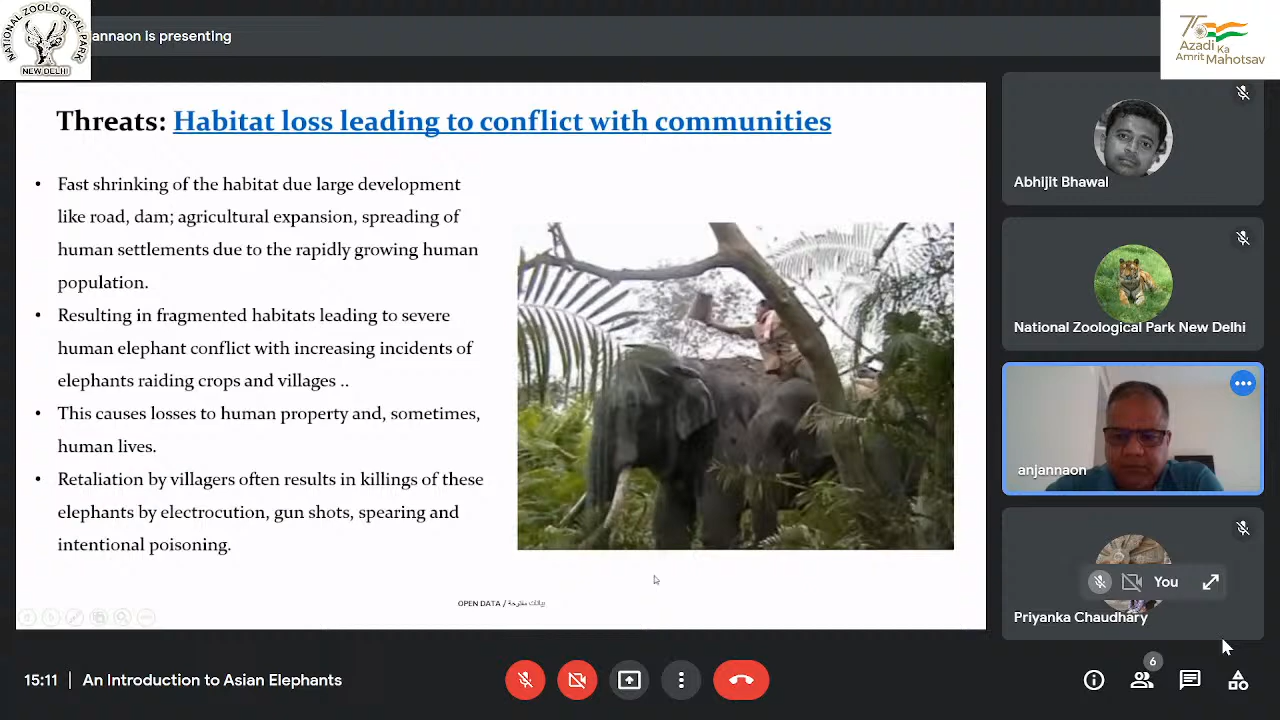 NATIONAL ZOOLOGICAL PARK
NEW DELHI
annaon is presenting
75
Azadi Ka
Amrit Mahotsav
Threats: Habitat loss leading to conflict with communities
• Fast shrinking of the habitat due large development
like road, dam; agricultural expansion, spreading of
human settlements due to the rapidly growing human
population.
• Resulting in fragmented habitats leading to severe
human elephant conflict with increasing incidents of
elephants raiding crops and villages ..
• This causes losses to human property and, sometimes,
human lives.
• Retaliation by villagers often results in killings of these
elephants by electrocution, gun shots, spearing and
intentional poisoning.
OPEN DATA / بيانات مفتوحة
Abhijit Bhawal
National Zoological Park New Delhi
anjannaon
You
Priyanka Chaudhary
15:11 | An Introduction to Asian Elephants
6